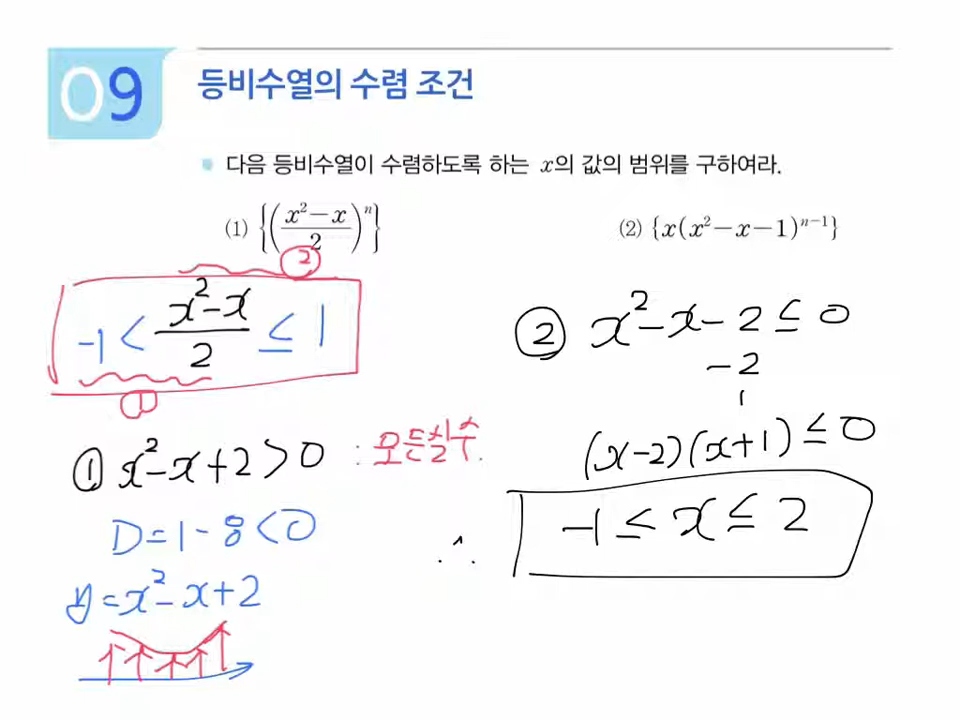 09 등비수열의 수렴 조건
다음 등비수열이 수렴하도록 하는 x의 값의 범위를 구하여라.
(1) {((x²−x)/2)ⁿ} (2) {x(x²−x−1)ⁿ⁻¹}
②
-1 < (x²-x)/2 ≤ 1
①
① x²-x+2>0 : 모든실수.
D=1-8<0
y=x²-x+2
② x²-x-2≤0
-2
1
(x-2)(x+1)≤0
∴ -1≤x≤2